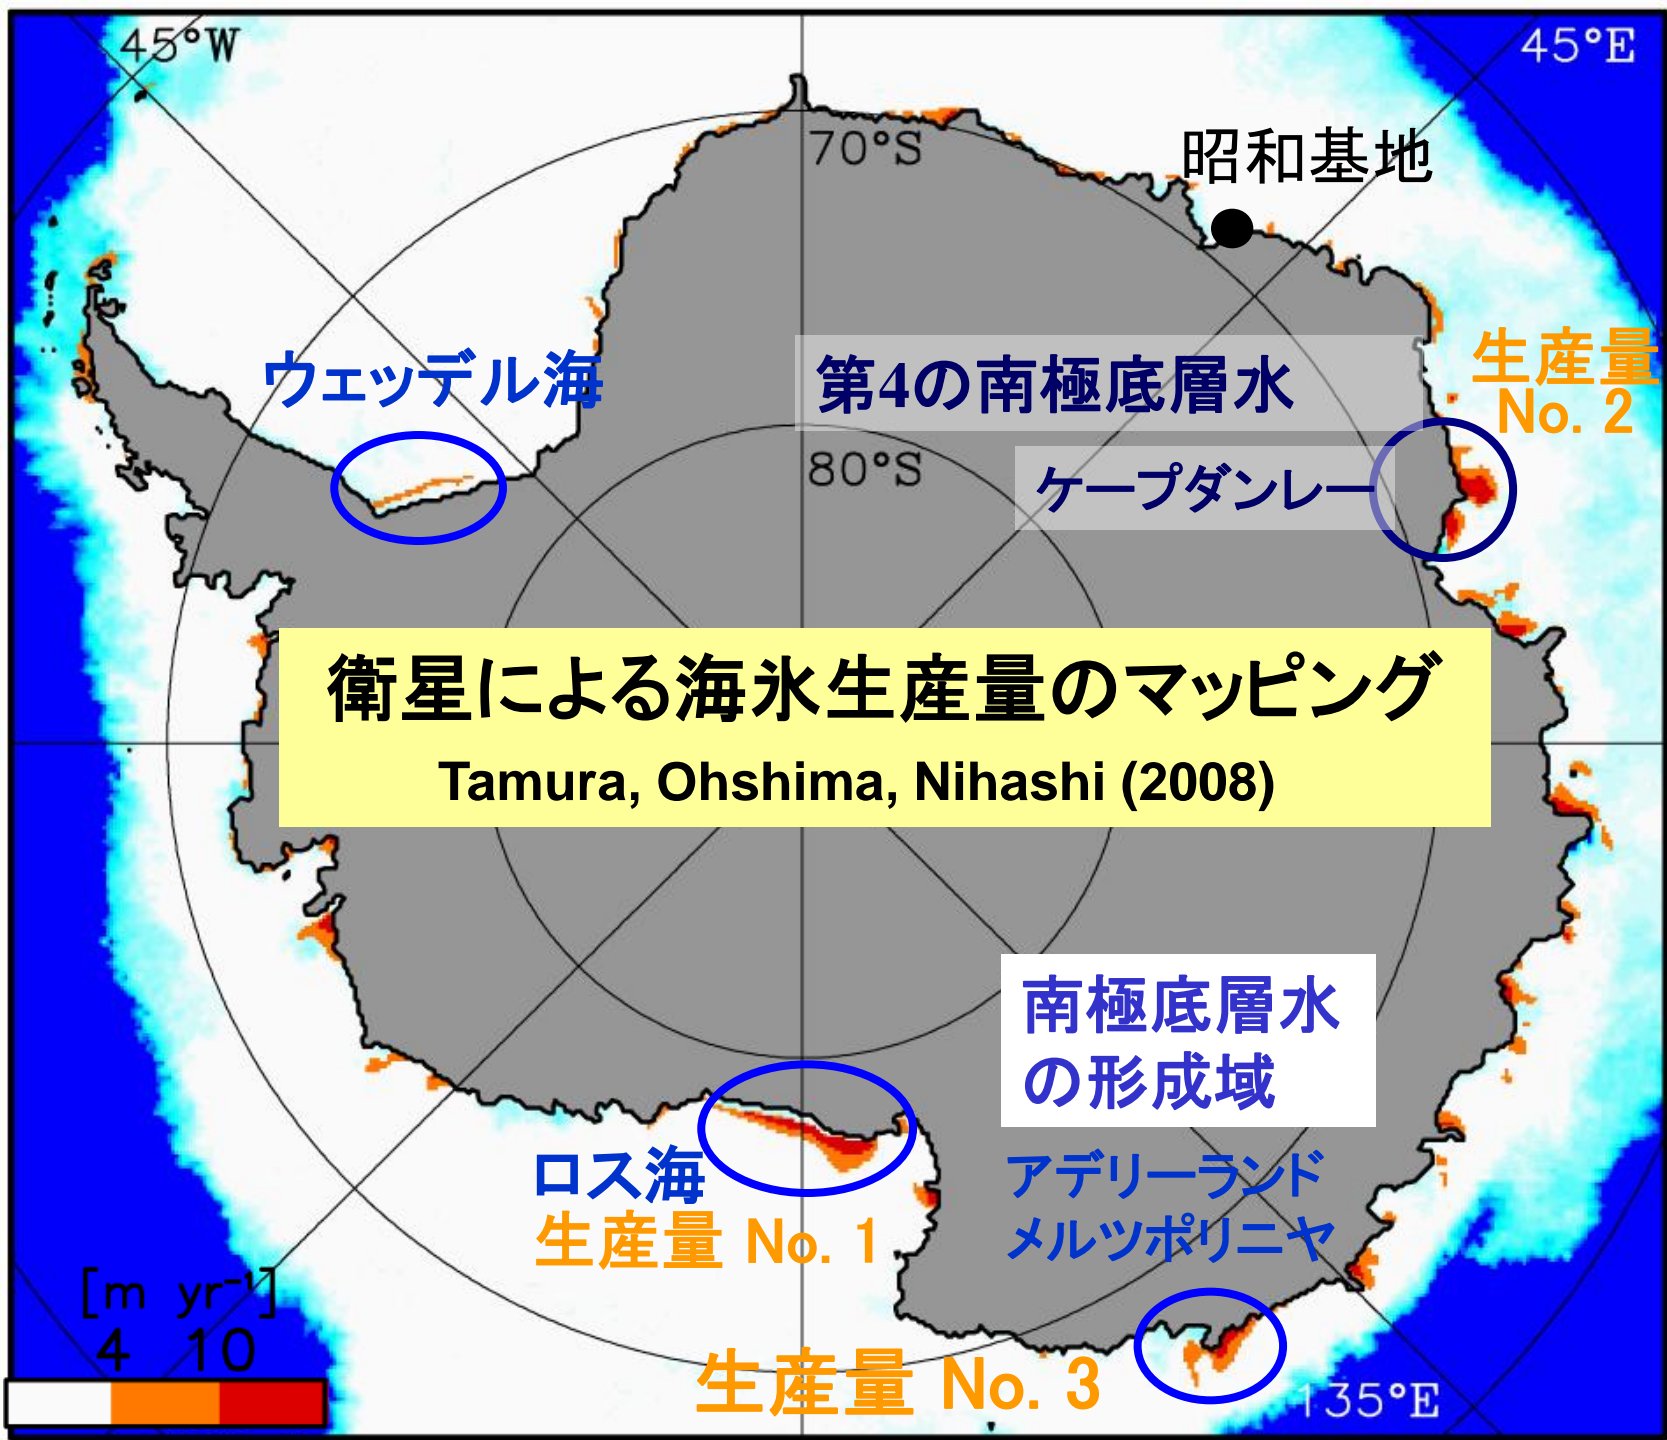 45°W
45°E
70°S
昭和基地
ウェッデル海
第4の南極底層水
生産量
No. 2
80°S
ケープダンレー
衛星による海氷生産量のマッピング
Tamura, Ohshima, Nihashi (2008)
南極底層水
の形成域
ロス海
生産量 No. 1
アデリーランド
メルツポリニヤ
[m yr⁻¹]
4 10
生産量 No. 3
135°E